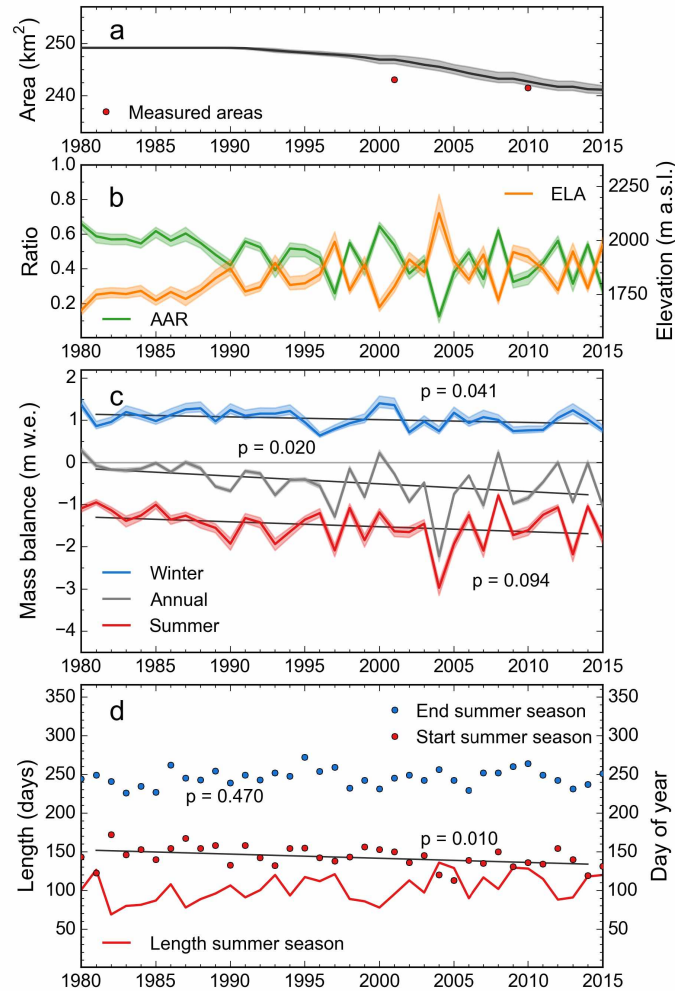 a
Area (km²)
250
240
Measured areas
1980 1985 1990 1995 2000 2005 2010 2015
b
Ratio
1.0
0.8
0.6
0.4
0.2
AAR
ELA
2250
2000
1750
Elevation (m a.s.l.)
1980 1985 1990 1995 2000 2005 2010 2015
c
Mass balance (m w.e.)
2
1
0
−1
−2
−3
−4
p = 0.041
p = 0.020
p = 0.094
Winter
Annual
Summer
1980 1985 1990 1995 2000 2005 2010 2015
d
Length (days)
350
300
250
200
150
100
50
End summer season
Start summer season
p = 0.470
p = 0.010
Length summer season
350
300
250
200
150
100
50
Day of year
1980 1985 1990 1995 2000 2005 2010 2015